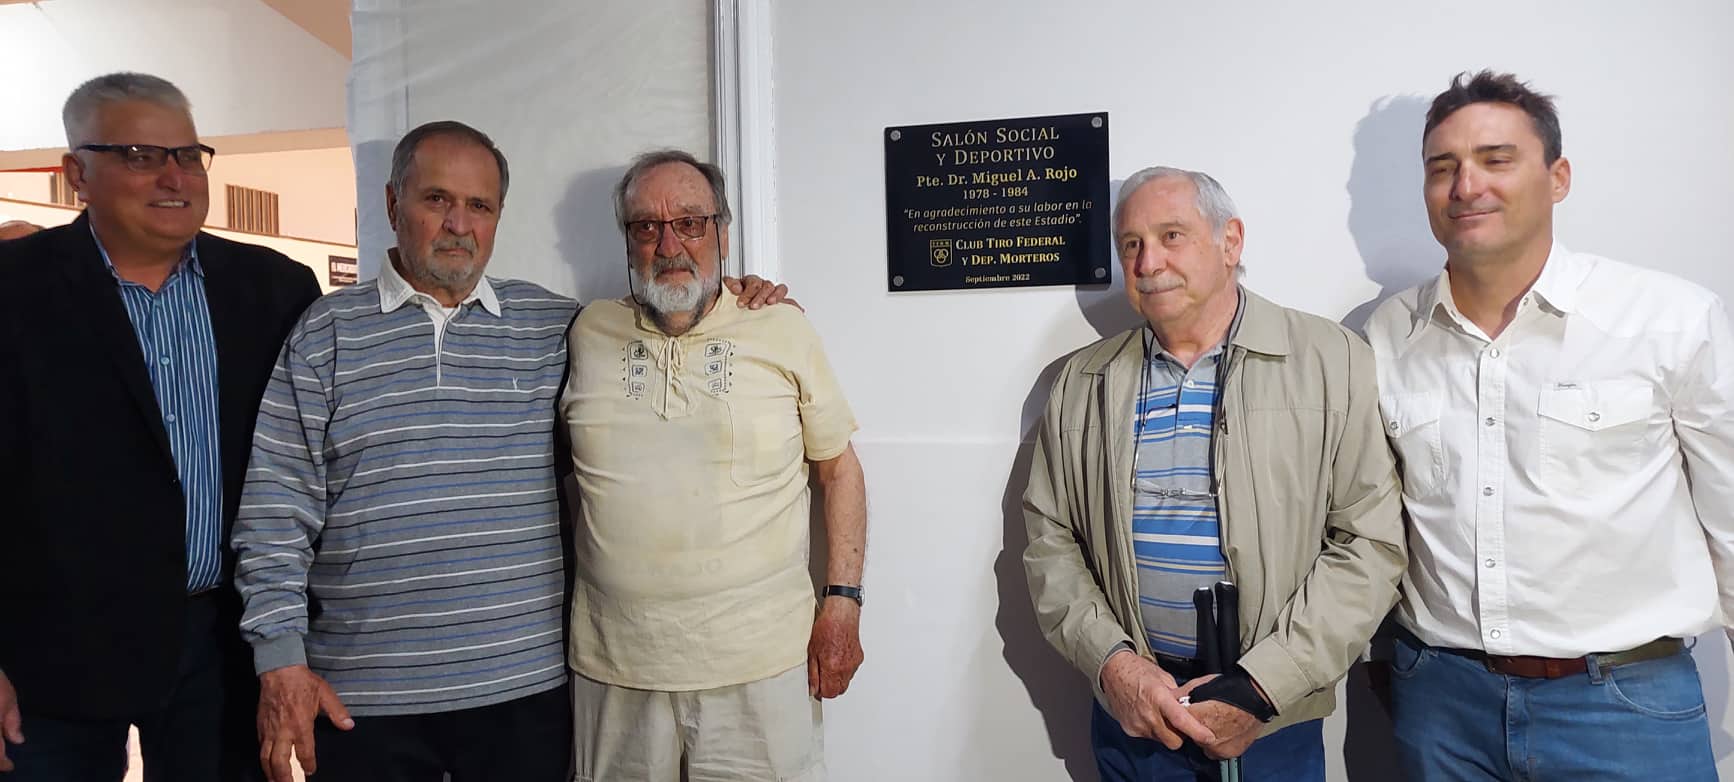 SALÓN SOCIAL
Y DEPORTIVO
Pte. Dr. Miguel A. Rojo
1978 - 1984
"En agradecimiento a su labor en la
reconstrucción de este Estadio".
CLUB TIRO FEDERAL
Y DEP. MORTEROS
Septiembre 2022